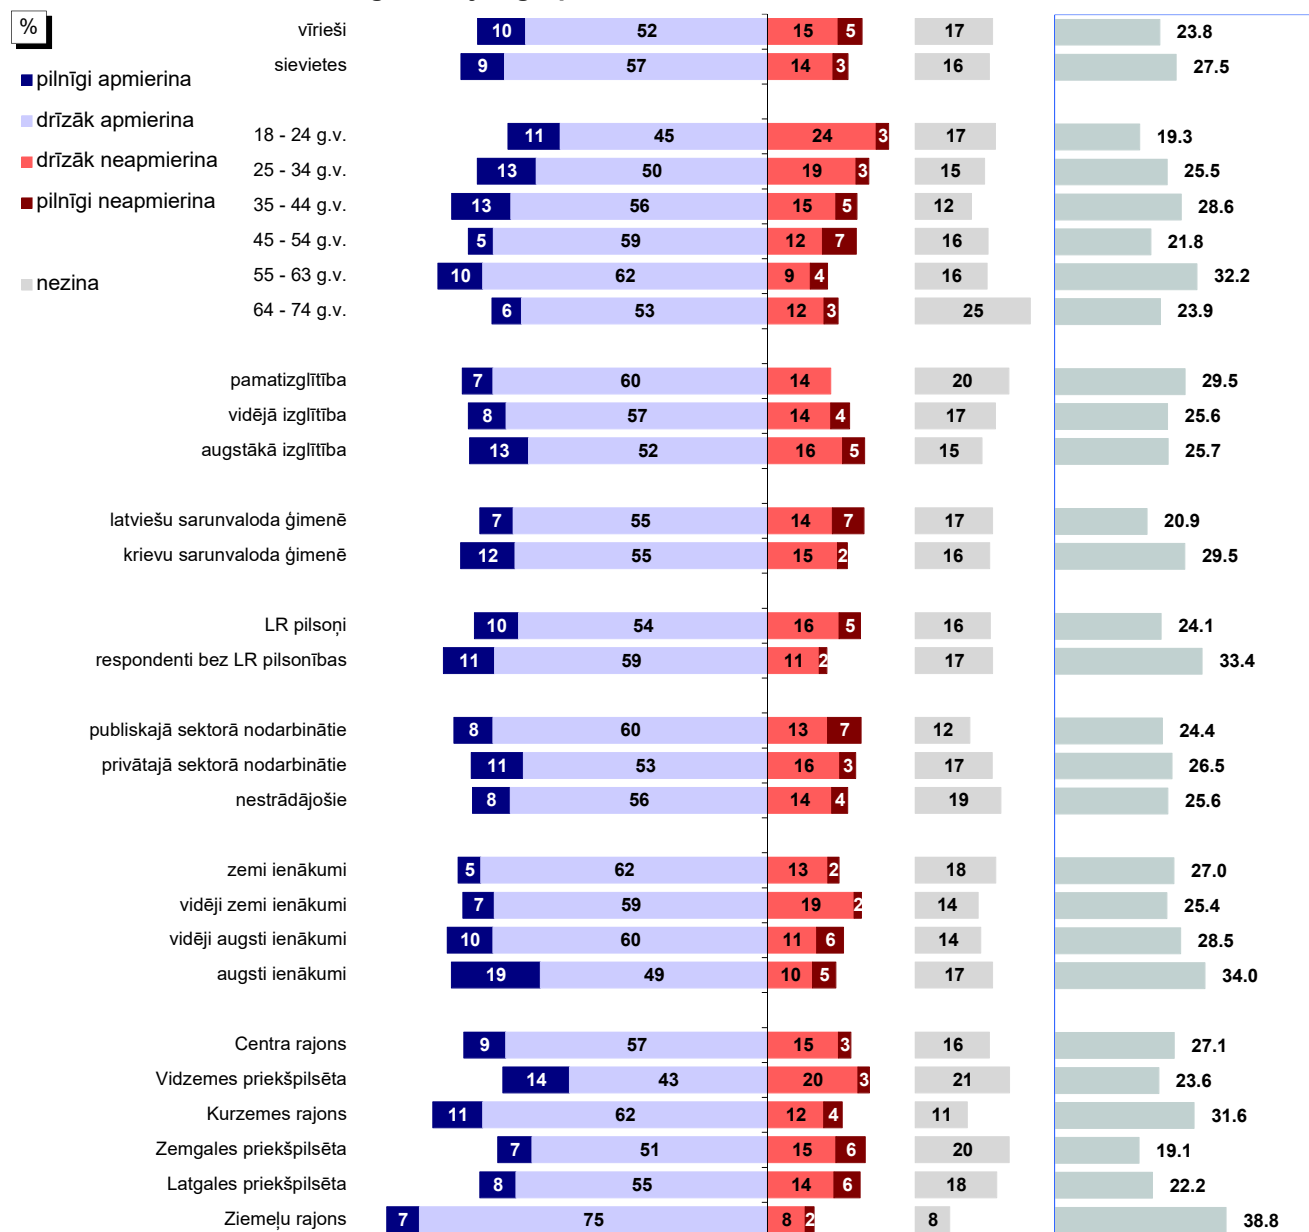 %
pilnīgi apmierina
drīzāk apmierina
drīzāk neapmierina
pilnīgi neapmierina
nezina
vīrieši 10 52 15 5 17 23.8
sievietes 9 57 14 3 16 27.5
18 - 24 g.v. 11 45 24 3 17 19.3
25 - 34 g.v. 13 50 19 3 15 25.5
35 - 44 g.v. 13 56 15 5 12 28.6
45 - 54 g.v. 5 59 12 7 16 21.8
55 - 63 g.v. 10 62 9 4 16 32.2
64 - 74 g.v. 6 53 12 3 25 23.9
pamatizglītība 7 60 14 20 29.5
vidējā izglītība 8 57 14 4 17 25.6
augstākā izglītība 13 52 16 5 15 25.7
latviešu sarunvaloda ģimenē 7 55 14 7 17 20.9
krievu sarunvaloda ģimenē 12 55 15 2 16 29.5
LR pilsoņi 10 54 16 5 16 24.1
respondenti bez LR pilsonības 11 59 11 2 17 33.4
publiskajā sektorā nodarbinātie 8 60 13 7 12 24.4
privātajā sektorā nodarbinātie 11 53 16 3 17 26.5
nestrādājošie 8 56 14 4 19 25.6
zemi ienākumi 5 62 13 2 18 27.0
vidēji zemi ienākumi 7 59 19 2 14 25.4
vidēji augsti ienākumi 10 60 11 6 14 28.5
augsti ienākumi 19 49 10 5 17 34.0
Centra rajons 9 57 15 3 16 27.1
Vidzemes priekšpilsēta 14 43 20 3 21 23.6
Kurzemes rajons 11 62 12 4 11 31.6
Zemgales priekšpilsēta 7 51 15 6 20 19.1
Latgales priekšpilsēta 8 55 14 6 18 22.2
Ziemeļu rajons 7 75 8 2 8 38.8